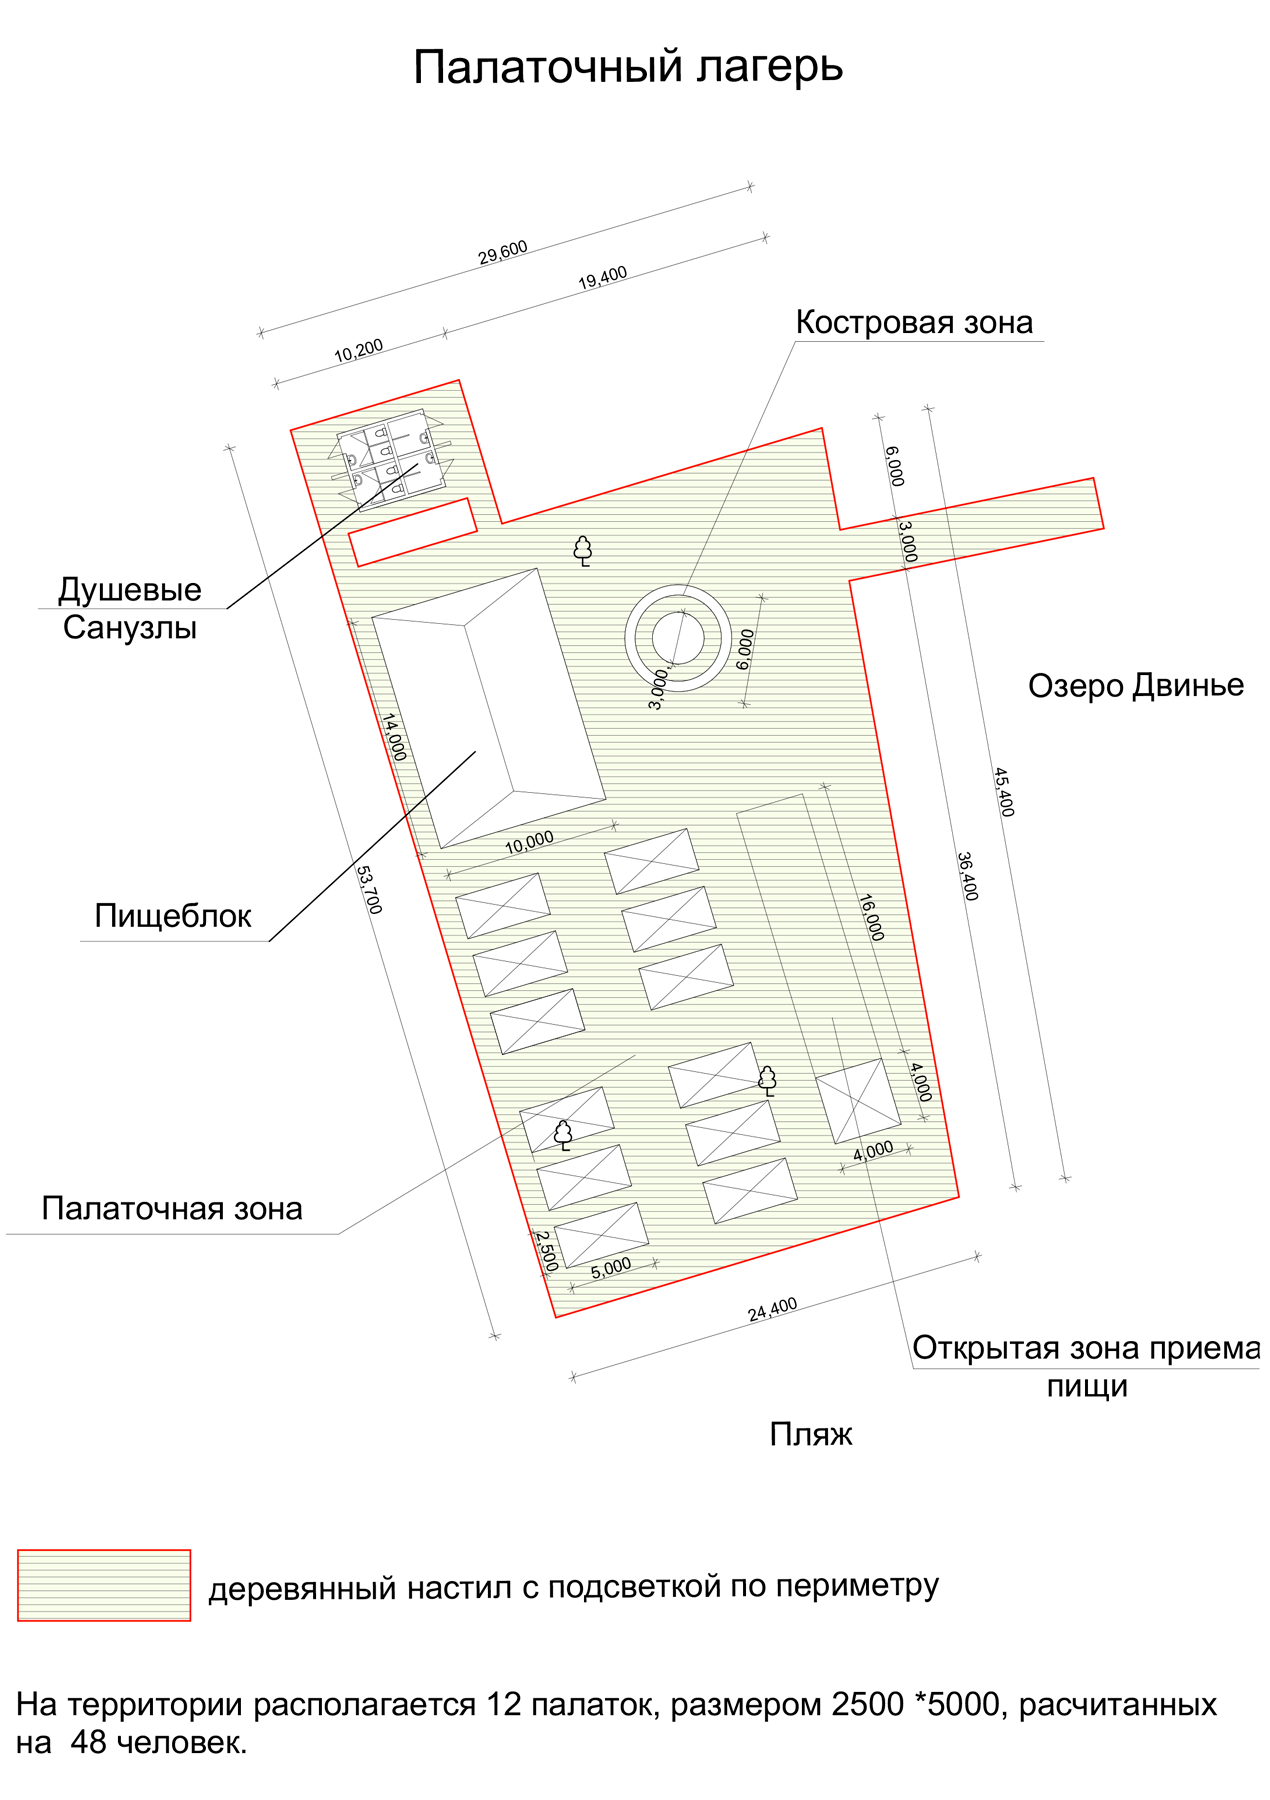 Палаточный лагерь
29,600
19,400
10,200
Костровая зона
6,000
3,000
Душевые
Санузлы
6,000
3,000
Озеро Двинье
14,000
45,400
10,000
36,400
53,700
16,000
Пищеблок
4,000
4,000
Палаточная зона
2,500
5,000
24,400
Открытая зона приема
пищи
Пляж
деревянный настил с подсветкой по периметру
На территории располагается 12 палаток, размером 2500 *5000, расчитанных
на  48 человек.